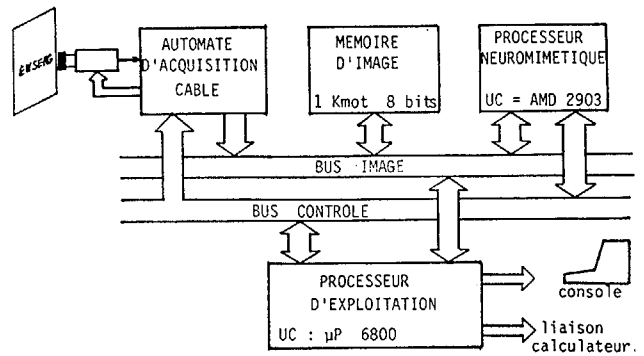 ENSERG
AUTOMATE
D'ACQUISITION
CABLE
MEMOIRE
D'IMAGE
1 Kmot 8 bits
PROCESSEUR
NEUROMIMETIQUE
UC = AMD 2903
BUS IMAGE
BUS CONTROLE
PROCESSEUR
D'EXPLOITATION
UC : µP 6800
console
liaison
calculateur.